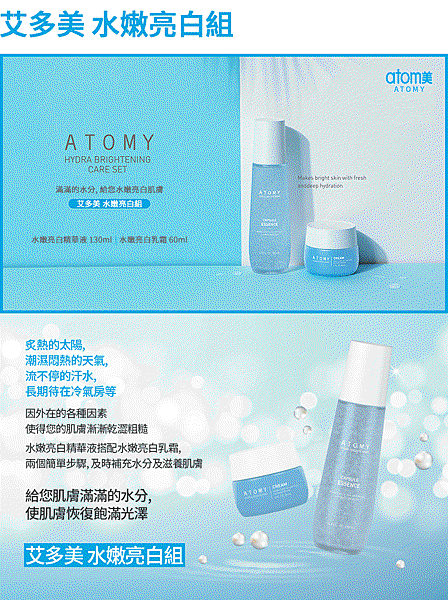 艾多美 水嫩亮白組
atom美
ATOMY
ATOMY
HYDRA BRIGHTENING
CARE SET
滿滿的水分, 給您水嫩亮白肌膚
艾多美 水嫩亮白組
水嫩亮白精華液 130ml | 水嫩亮白乳霜 60ml
Makes bright skin with fresh
anddeep hydration
ATOMY
ESSENCE
ATOMY CREAM
炙熱的太陽,
潮濕悶熱的天氣,
流不停的汗水,
長期待在冷氣房等
因外在的各種因素
使得您的肌膚漸漸乾澀粗糙
水嫩亮白精華液搭配水嫩亮白乳霜,
兩個簡單步驟, 及時補充水分及滋養肌膚
給您肌膚滿滿的水分,
使肌膚恢復飽滿光澤
ATOMY
ESSENCE
ATOMY CREAM
艾多美 水嫩亮白組